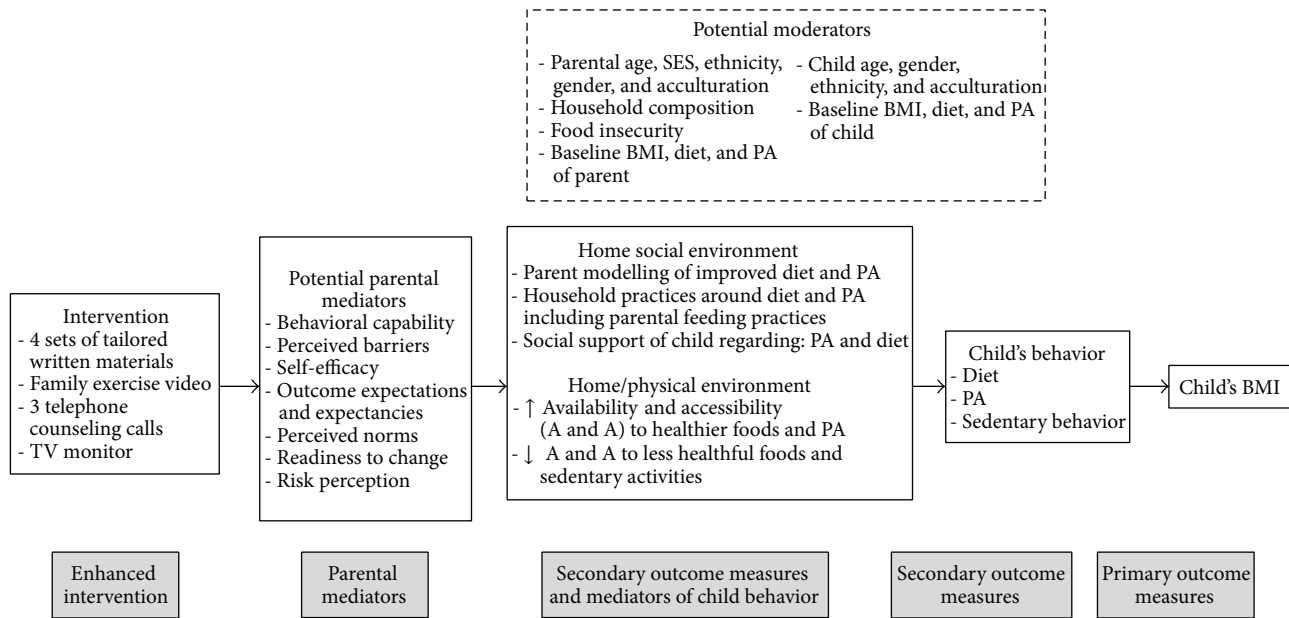 Potential moderators
- Parental age, SES, ethnicity,
gender, and acculturation
- Household composition
- Food insecurity
- Baseline BMI, diet, and PA
of parent
- Child age, gender,
ethnicity, and acculturation
- Baseline BMI, diet, and PA
of child
Intervention
- 4 sets of tailored
written materials
- Family exercise video
- 3 telephone
counseling calls
- TV monitor
Potential parental
mediators
- Behavioral capability
- Perceived barriers
- Self-efficacy
- Outcome expectations
and expectancies
- Perceived norms
- Readiness to change
- Risk perception
Home social environment
- Parent modelling of improved diet and PA
- Household practices around diet and PA
including parental feeding practices
- Social support of child regarding: PA and diet
Home/physical environment
- ↑ Availability and accessibility
(A and A) to healthier foods and PA
- ↓ A and A to less healthful foods and
sedentary activities
Child's behavior
- Diet
- PA
- Sedentary behavior
Child's BMI
Enhanced
intervention
Parental
mediators
Secondary outcome measures
and mediators of child behavior
Secondary outcome
measures
Primary outcome
measures